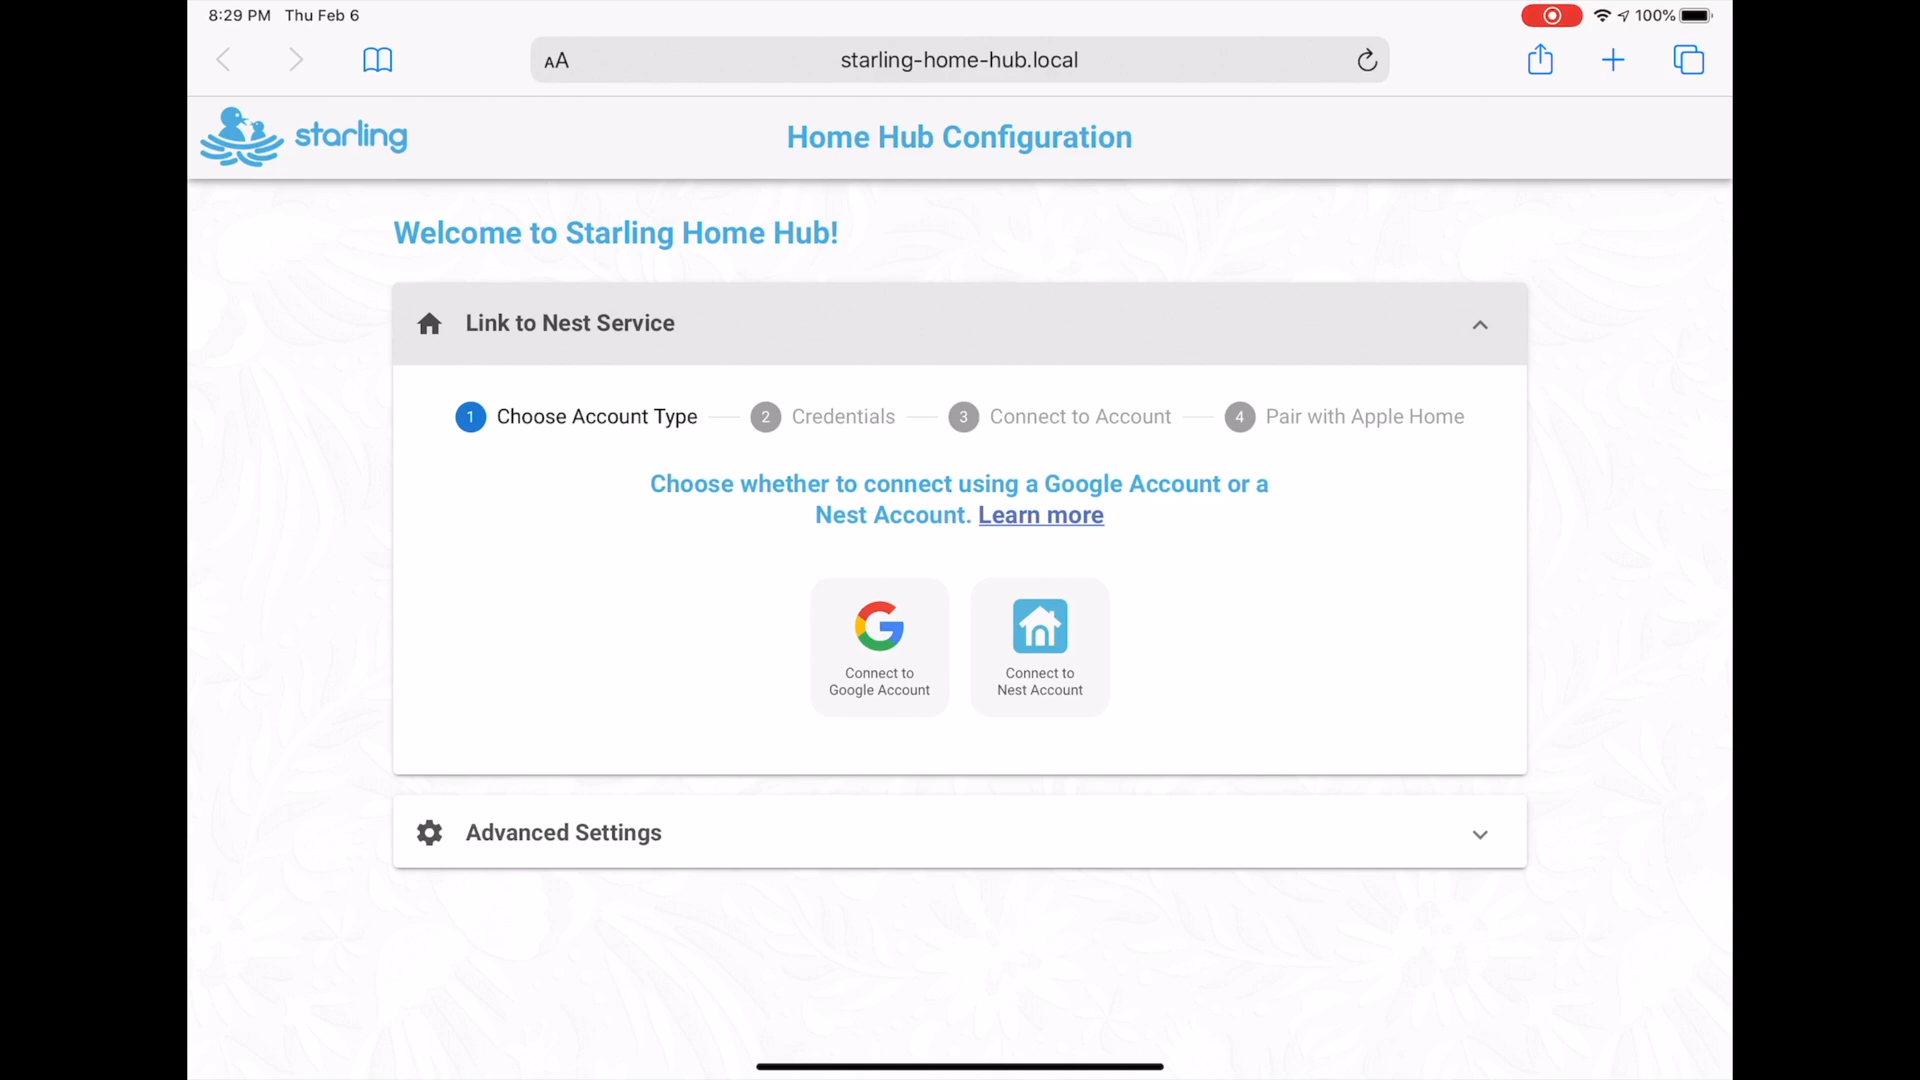 8:29 PM Thu Feb 6
100%
AA
starling-home-hub.local
starling
Home Hub Configuration
Welcome to Starling Home Hub!
Link to Nest Service
1 Choose Account Type
2 Credentials
3 Connect to Account
4 Pair with Apple Home
Choose whether to connect using a Google Account or a
Nest Account. Learn more
Connect to
Google Account
Connect to
Nest Account
Advanced Settings